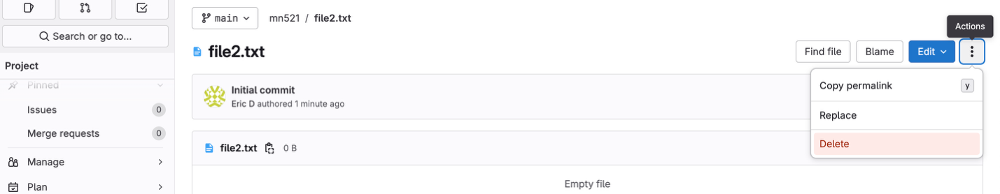 main
mn521 / file2.txt
Actions
Search or go to...
file2.txt
Find file
Blame
Edit
Project
Pinned
Copy permalink
y
Initial commit
Eric D authored 1 minute ago
Issues
0
Replace
Merge requests
0
Delete
file2.txt
0 B
Manage
Empty file
Plan